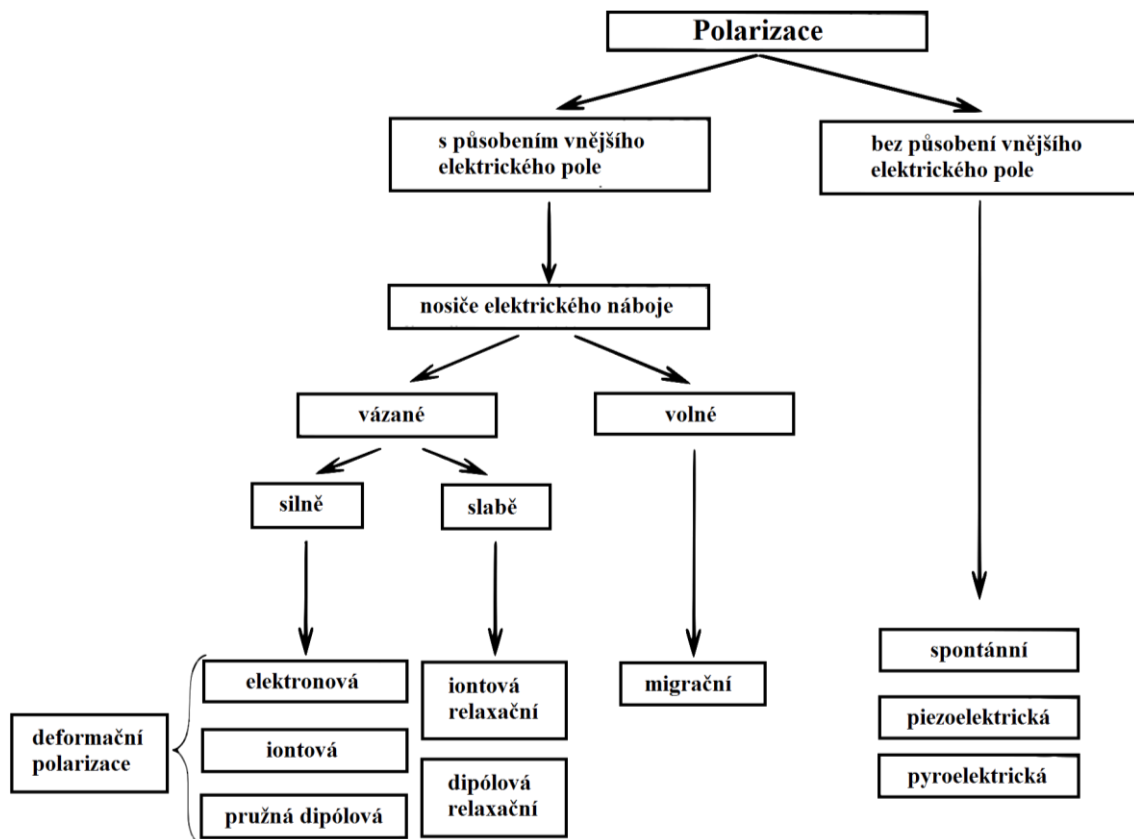 Polarizace
s působením vnějšího
elektrického pole
bez působení vnějšího
elektrického pole
nosiče elektrického náboje
vázané
volné
silně
slabě
elektronová
iontová
relaxační
migrační
spontánní
piezoelektrická
pyroelektrická
deformační
polarizace
iontová
dipólová
relaxační
pružná dipólová